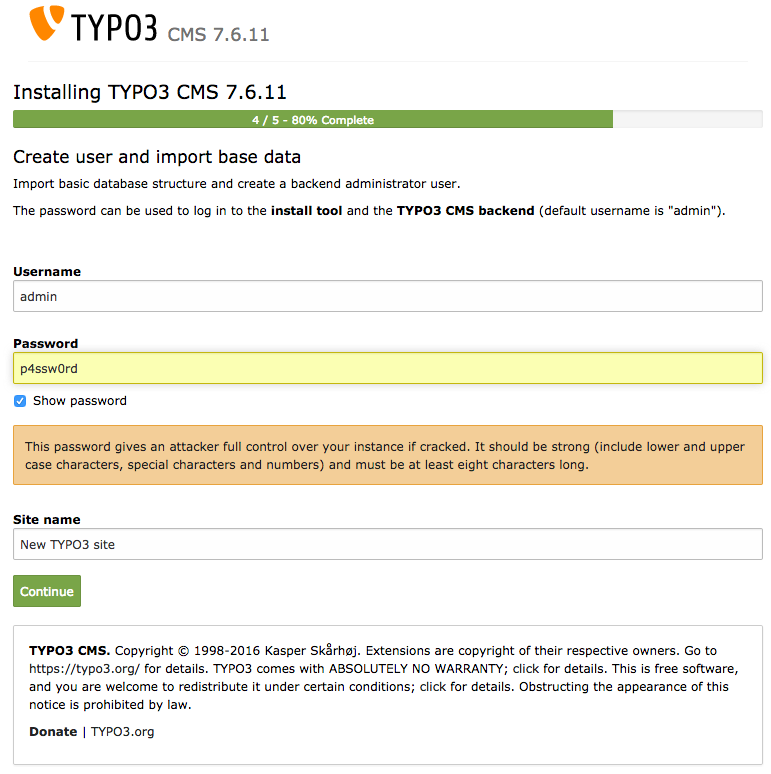 TYPO3 CMS 7.6.11
Installing TYPO3 CMS 7.6.11
4 / 5 - 80% Complete
Create user and import base data
Import basic database structure and create a backend administrator user.
The password can be used to log in to the install tool and the TYPO3 CMS backend (default username is "admin").
Username
admin
Password
p4ssw0rd
Show password
This password gives an attacker full control over your instance if cracked. It should be strong (include lower and upper
case characters, special characters and numbers) and must be at least eight characters long.
Site name
New TYPO3 site
Continue
TYPO3 CMS. Copyright © 1998-2016 Kasper Skårhøj. Extensions are copyright of their respective owners. Go to
https://typo3.org/ for details. TYPO3 comes with ABSOLUTELY NO WARRANTY; click for details. This is free software,
and you are welcome to redistribute it under certain conditions; click for details. Obstructing the appearance of this
notice is prohibited by law.
Donate | TYPO3.org